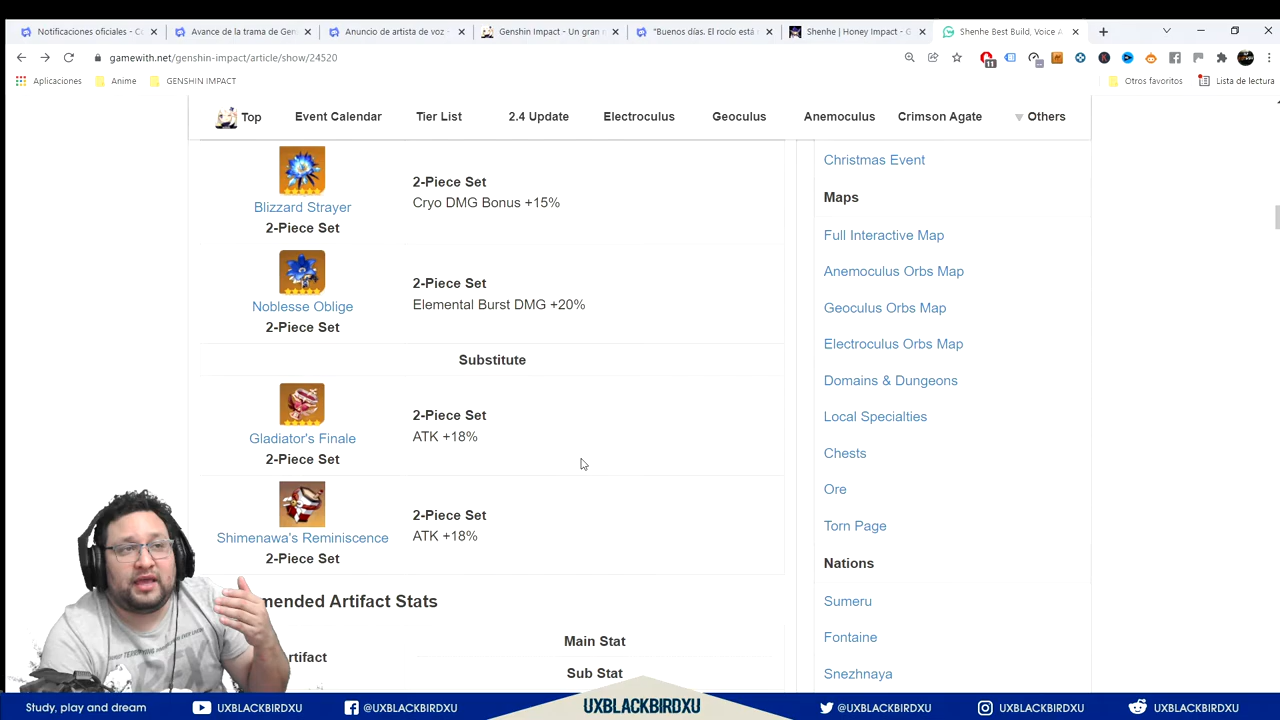 Notificaciones oficiales - Co
Avance de la trama de Gen
Anuncio de artista de voz -
Genshin Impact - Un gran m
"Buenos días. El rocío está
Shenhe | Honey Impact - G
Shenhe Best Build, Voice A
gamewith.net/genshin-impact/article/show/24520
Aplicaciones
Anime
GENSHIN IMPACT
Otros favoritos
Lista de lectura
Top
Event Calendar
Tier List
2.4 Update
Electroculus
Geoculus
Anemoculus
Crimson Agate
Others
Blizzard Strayer
2-Piece Set
2-Piece Set
Cryo DMG Bonus +15%
Noblesse Oblige
2-Piece Set
2-Piece Set
Elemental Burst DMG +20%
Substitute
Gladiator's Finale
2-Piece Set
2-Piece Set
ATK +18%
Shimenawa's Reminiscence
2-Piece Set
2-Piece Set
ATK +18%
mended Artifact Stats
rtifact
Main Stat
Sub Stat
Christmas Event
Maps
Full Interactive Map
Anemoculus Orbs Map
Geoculus Orbs Map
Electroculus Orbs Map
Domains & Dungeons
Local Specialties
Chests
Ore
Torn Page
Nations
Sumeru
Fontaine
Snezhnaya
Study, play and dream
UXBLACKBIRDXU
@UXBLACKBIRDXU
UXBLACKBIRDXU
@UXBLACKBIRDXU
UXBLACKBIRDXU
UXBLACKBIRDXU